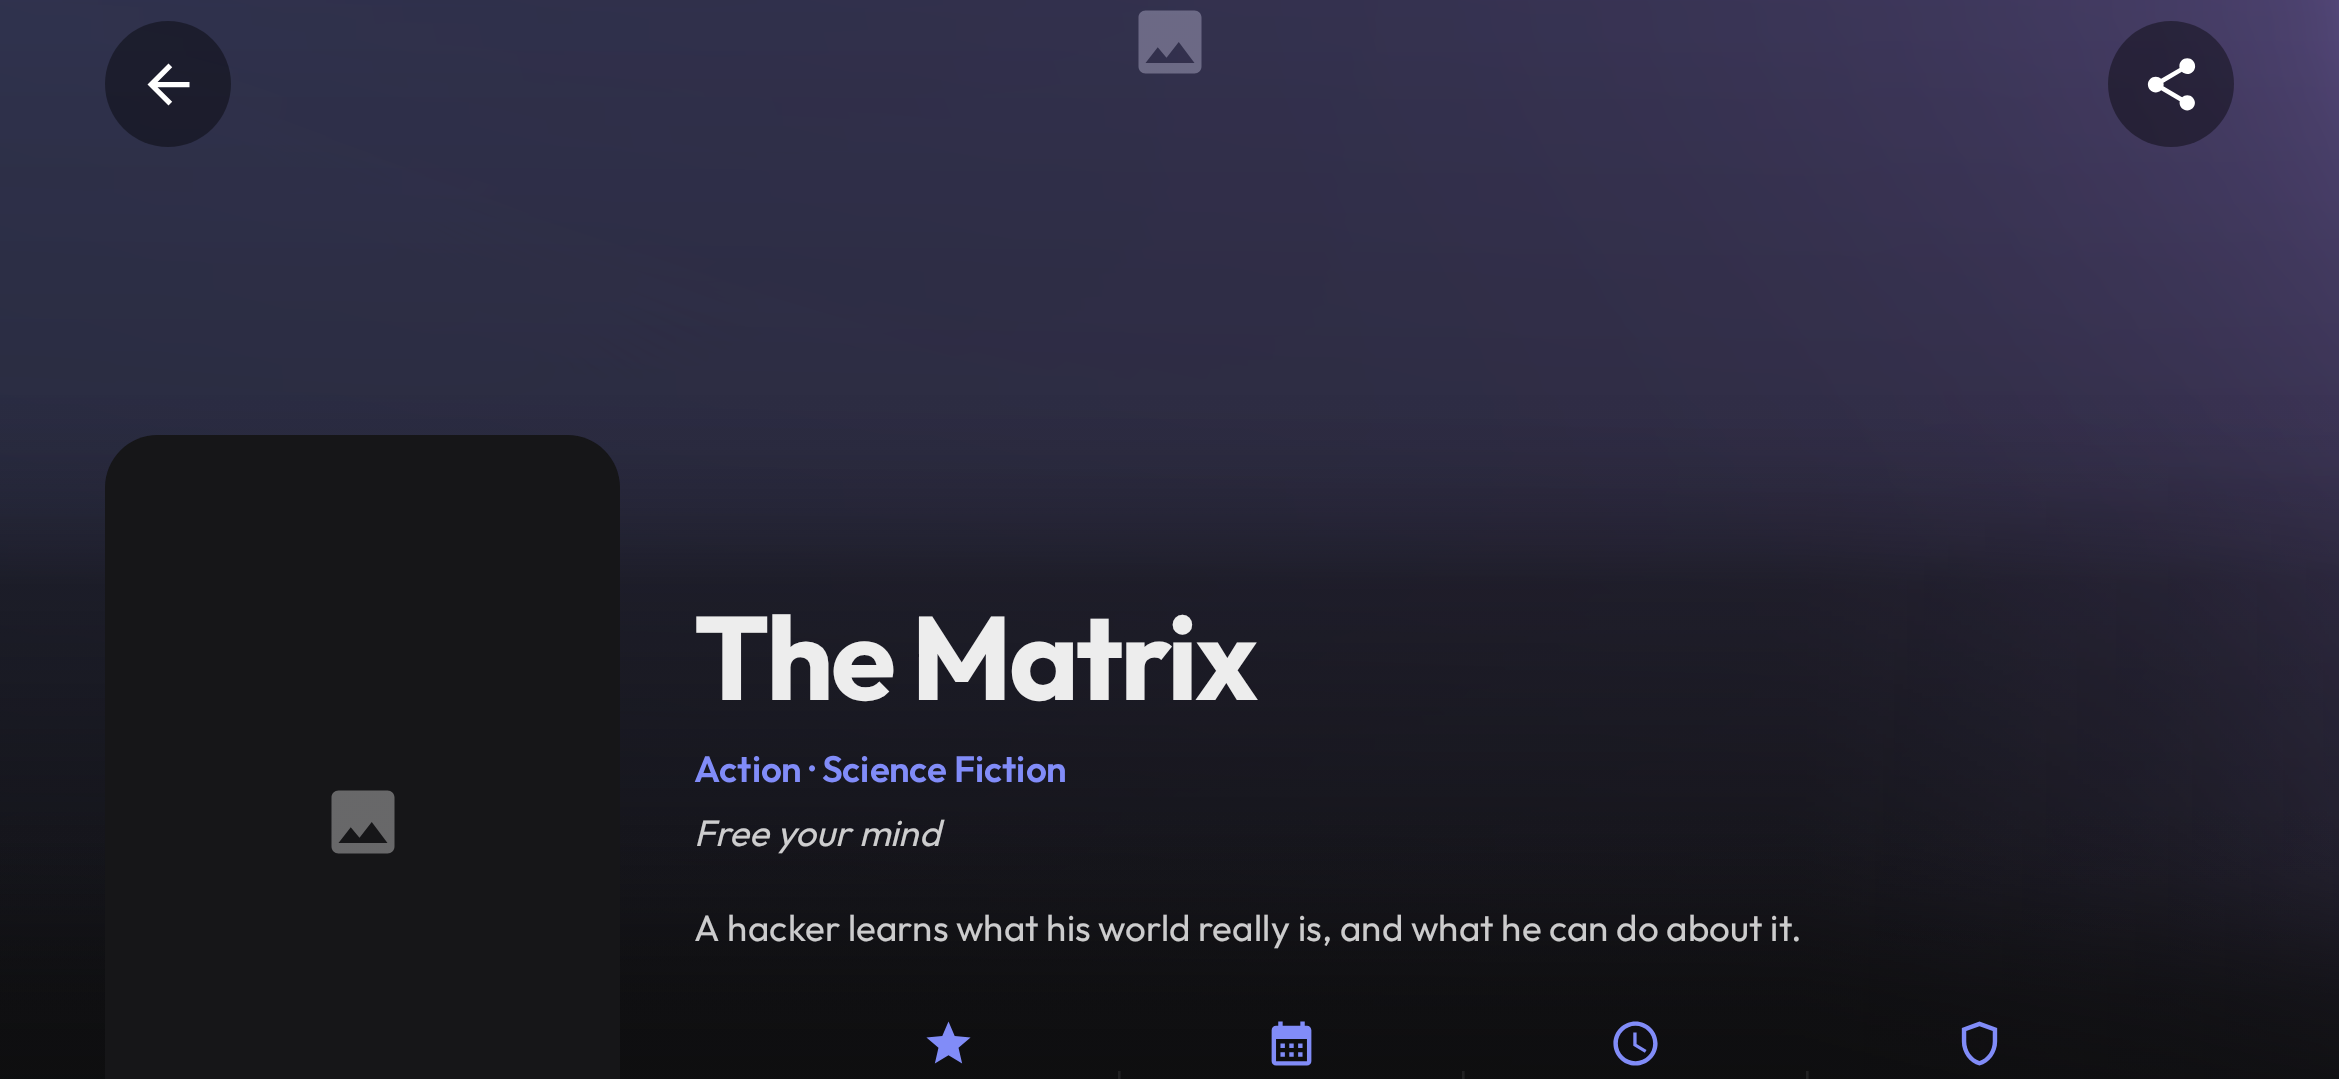 The Matrix
Action · Science Fiction
Free your mind
A hacker learns what his world really is, and what he can do about it.